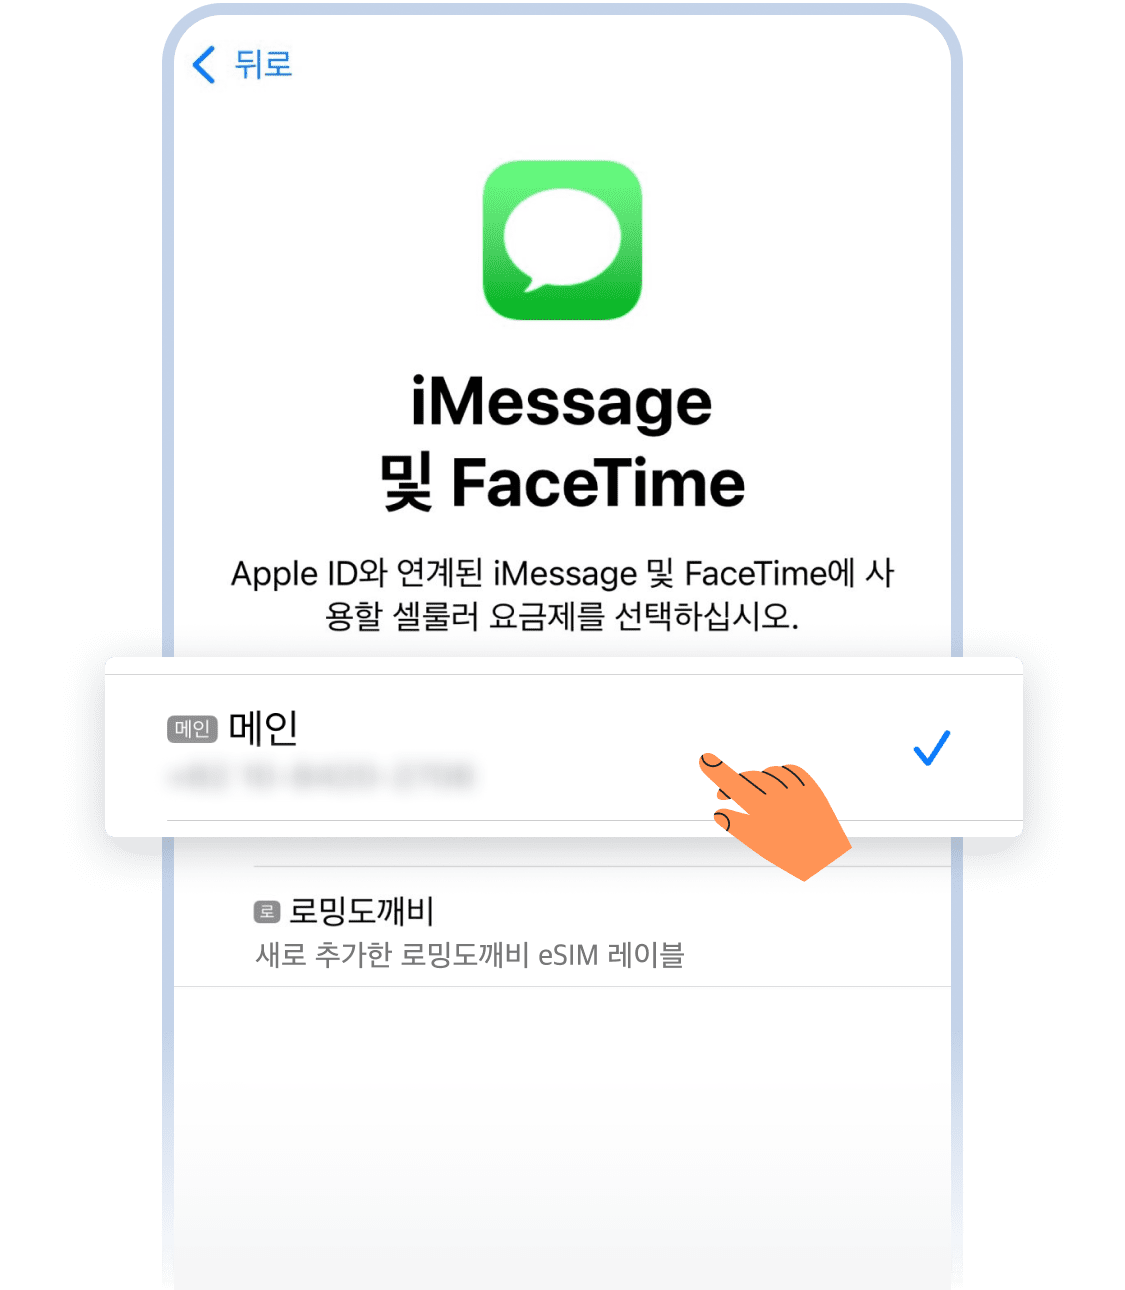 뒤로
iMessage
및 FaceTime
Apple ID와 연계된 iMessage 및 FaceTime에 사
용할 셀룰러 요금제를 선택하십시오.
메인 메인
로 로밍도깨비
새로 추가한 로밍도깨비 eSIM 레이블